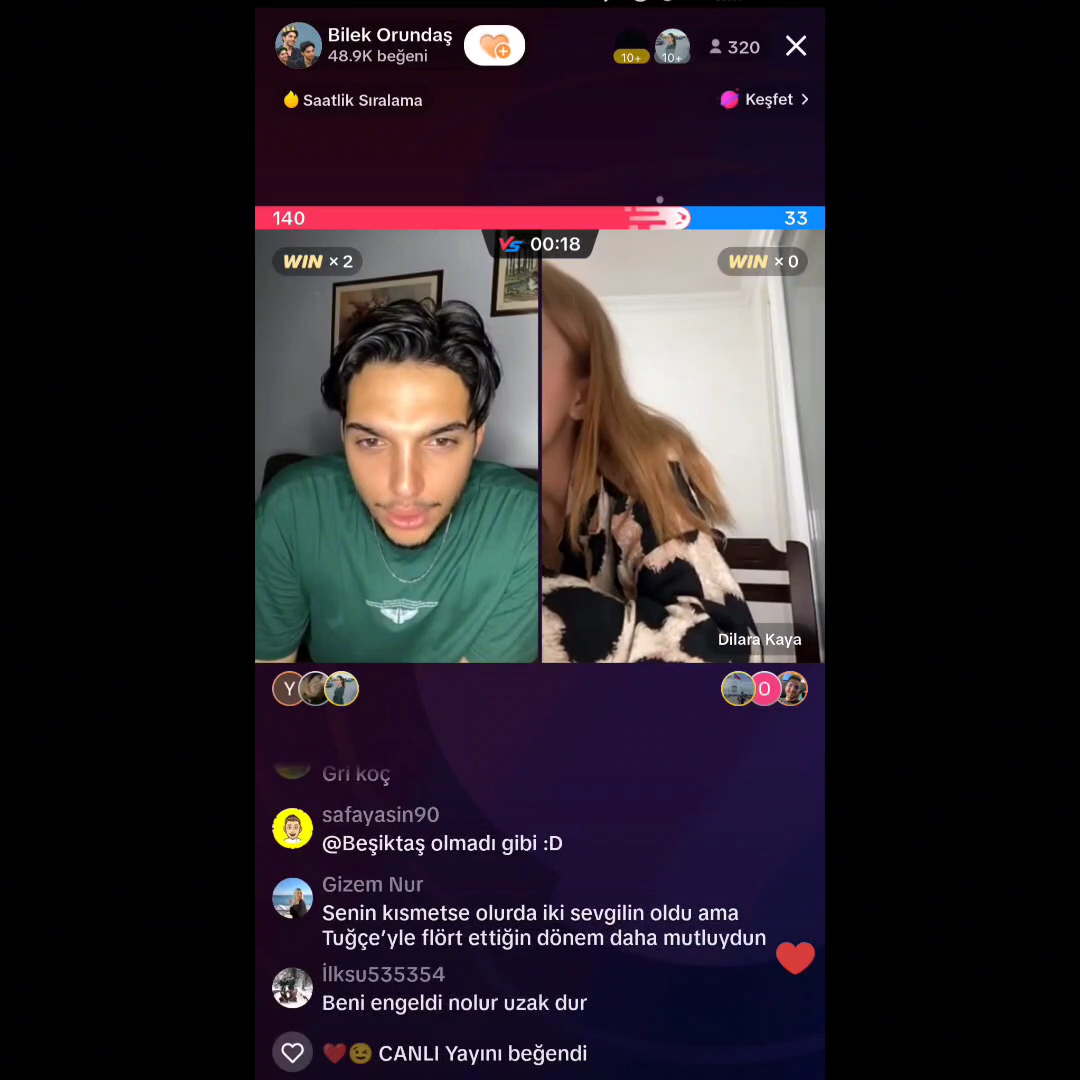 Bilek Orundaş
48.9K beğeni
10+
10+
320
Saatlik Sıralama
Keşfet
140
33
VS 00:18
WIN × 2
WIN × 0
Dilara Kaya
Y
O
Gri koç
safayasin90
@Beşiktaş olmadı gibi :D
Gizem Nur
Senin kısmetse olurda iki sevgilin oldu ama
Tuğçe’yle flört ettiğin dönem daha mutluydun
İlksu535354
Beni engeldi nolur uzak dur
❤️😉 CANLI Yayını beğendi